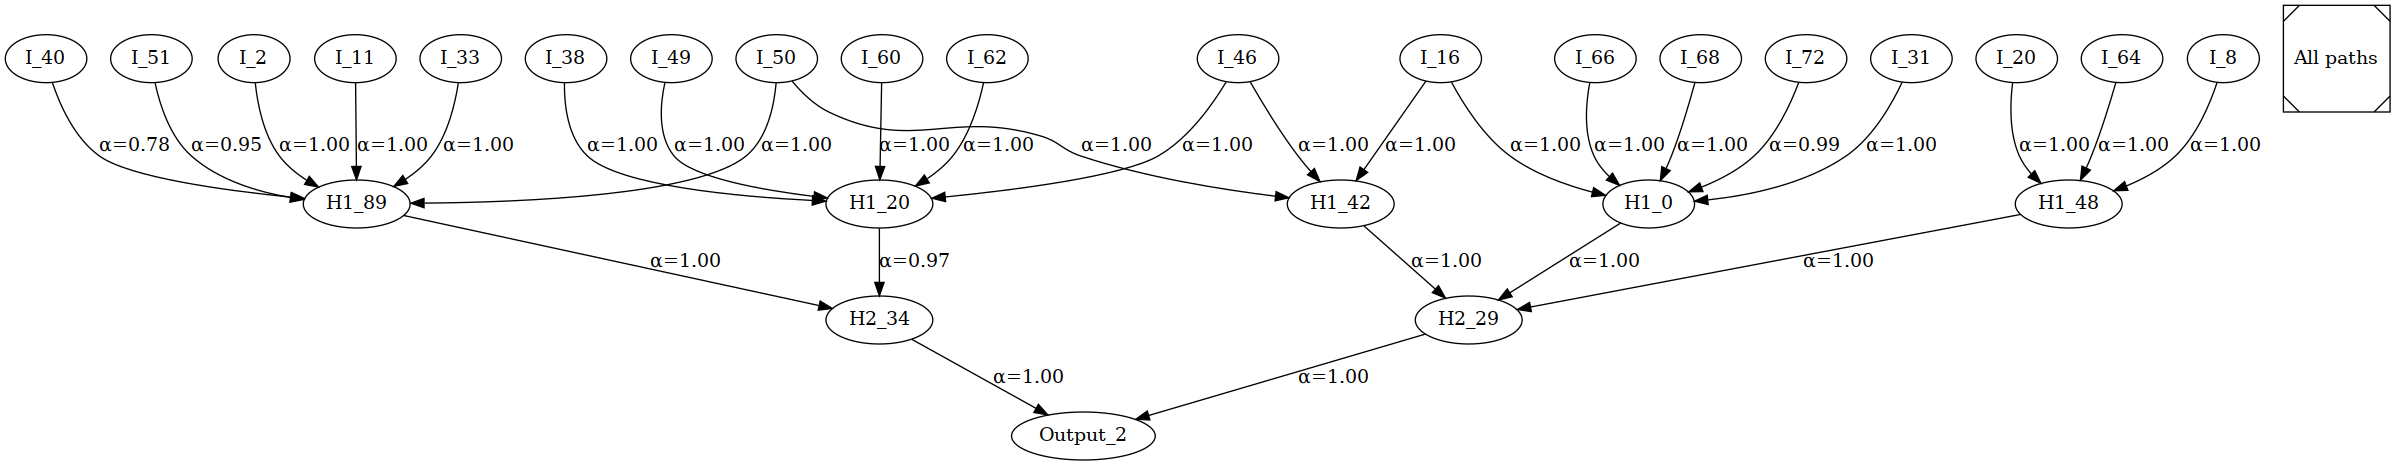 I_40 I_51 I_2 I_11 I_33 I_38 I_49 I_50 I_60 I_62 I_46 I_16 I_66 I_68 I_72 I_31 I_20 I_64 I_8 All paths
α=0.78 α=0.95 α=1.00 α=1.00 α=1.00 α=1.00 α=1.00 α=1.00 α=1.00 α=1.00 α=1.00 α=1.00 α=1.00 α=1.00 α=1.00 α=1.00 α=1.00 α=0.99 α=1.00 α=1.00 α=1.00 α=1.00
H1_89 H1_20 H1_42 H1_0 H1_48
α=1.00 α=0.97 α=1.00 α=1.00 α=1.00
H2_34 H2_29
α=1.00 α=1.00
Output_2